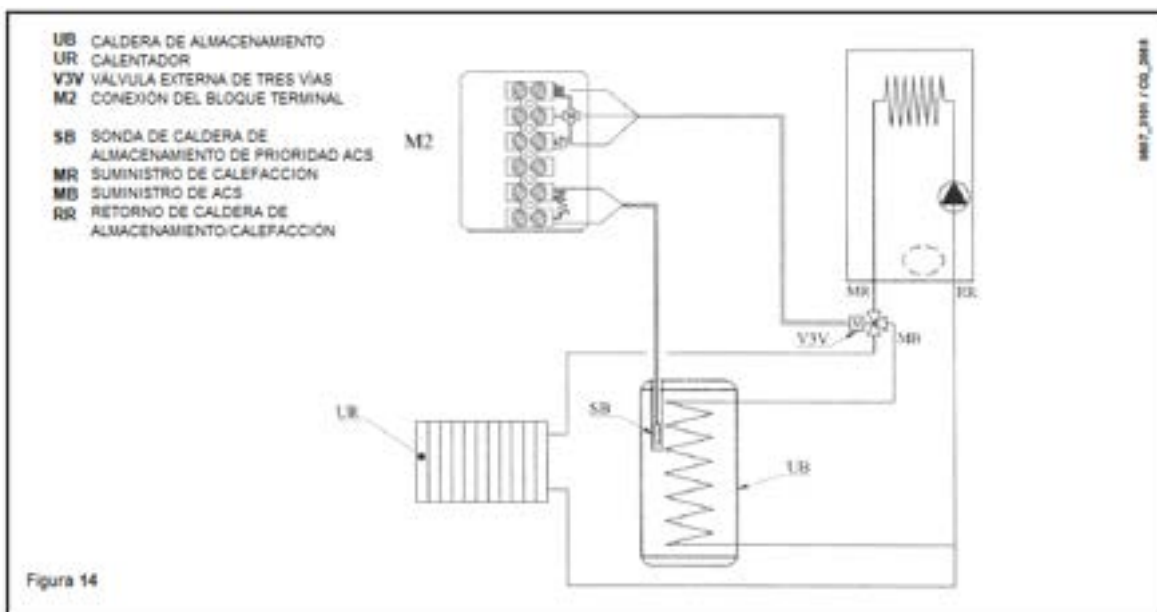 UB CALDERA DE ALMACENAMIENTO
UR CALENTADOR
V3V VÁLVULA EXTERNA DE TRES VÍAS
M2 CONEXIÓN DEL BLOQUE TERMINAL
SB SONDA DE CALDERA DE
ALMACENAMIENTO DE PRIORIDAD ACS
MR SUMINISTRO DE CALEFACCIÓN
MB SUMINISTRO DE ACS
RR RETORNO DE CALDERA DE
ALMACENAMIENTO/CALEFACCIÓN
M2
MR
RR
V3V
MB
UR
SB
UB
Figura 14